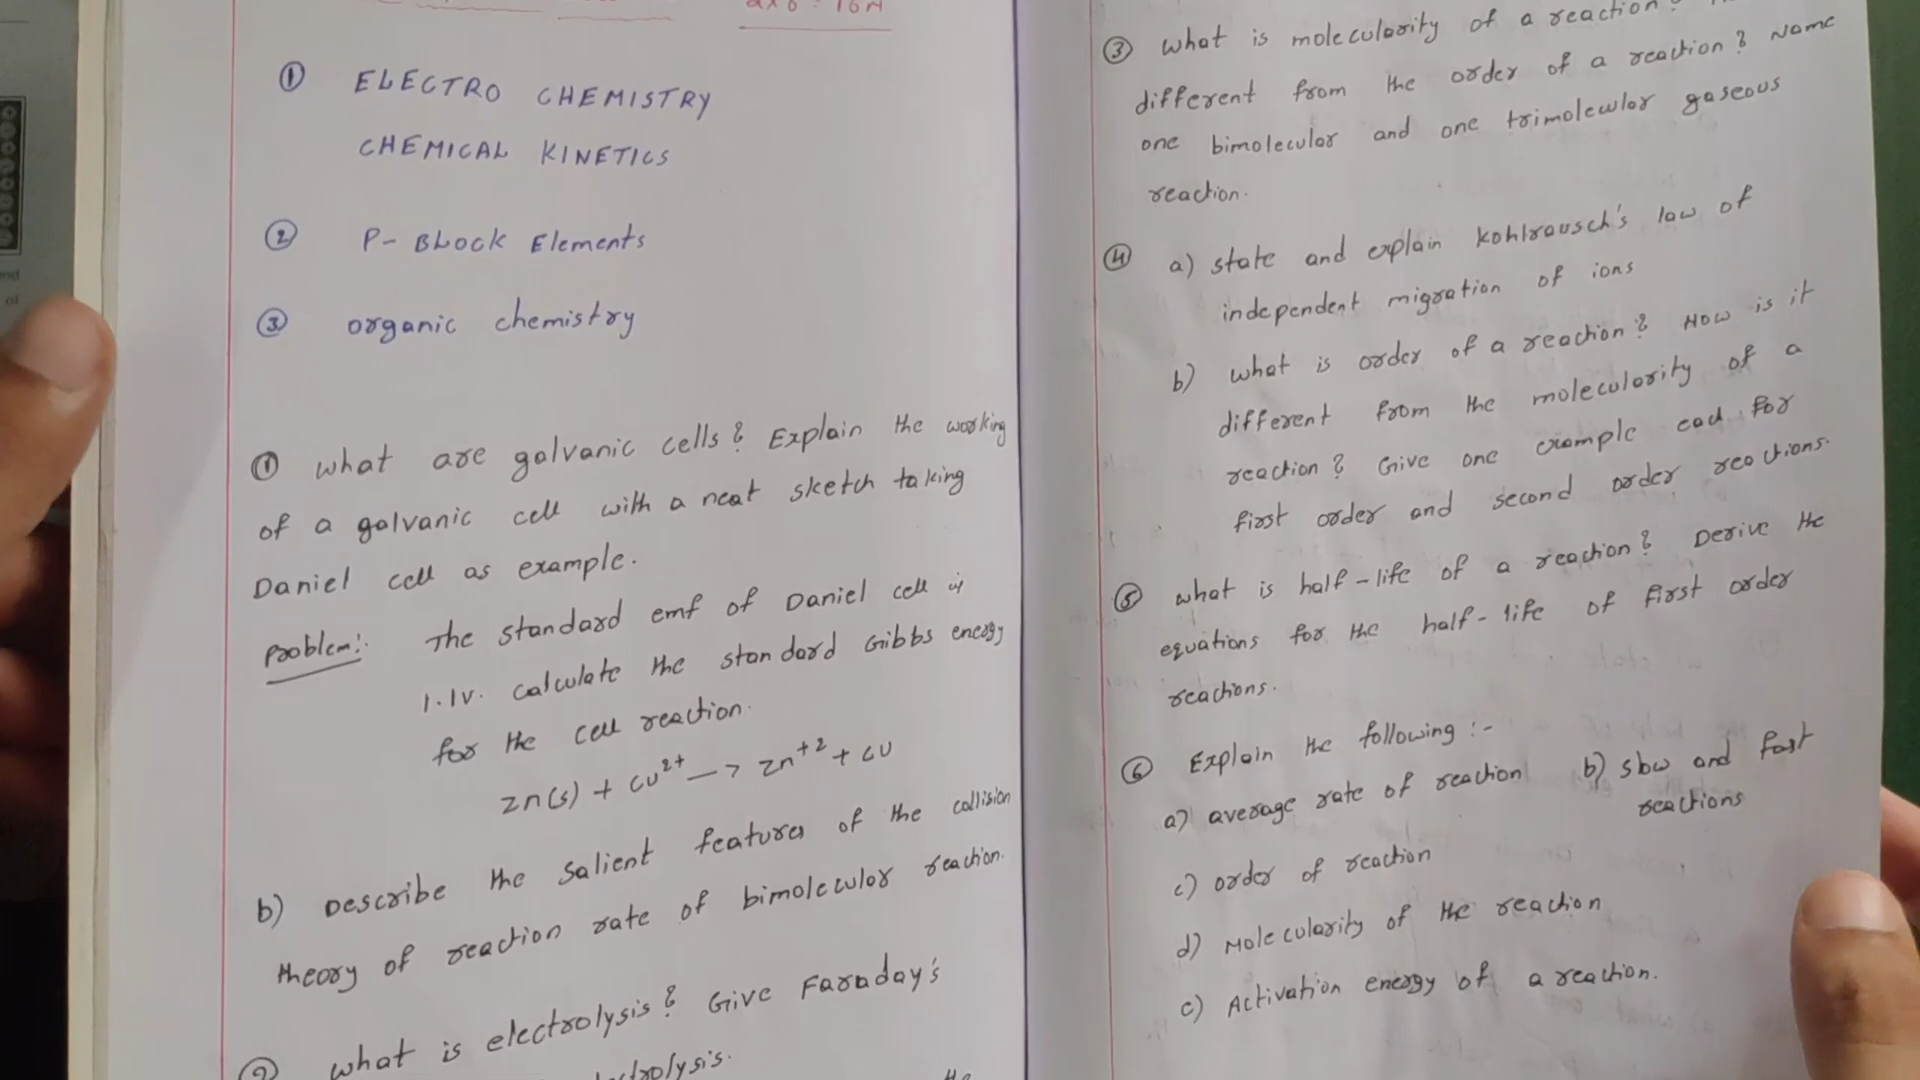 2x8 = 16M
① ELECTRO CHEMISTRY
CHEMICAL KINETICS
② P- BLOCK Elements
③ organic chemistry
① what are galvanic cells? Explain the working
of a galvanic cell with a neat sketch taking
Daniel cell as example.
problem:- The standard emf of Daniel cell is
1.1V. calculate the standard Gibbs energy
for the cell reaction.
zn(s) + cu²⁺ —> zn⁺² + cu
b) Describe the salient features of the collision
theory of reaction rate of bimolecular reaction.
② what is electrolysis? Give Faraday's
③ what is molecularity of a reaction?
different from the order of a reaction? Name
one bimolecular and one trimolecular gaseous
reaction.
④ a) state and explain kohlrausch's law of
independent migration of ions
b) what is order of a reaction? How is it
different from the molecularity of a
reaction? Give one example each for
first order and second order reactions.
⑤ what is half-life of a reaction? Derive the
equations for the half-life of first order
reactions.
⑥ Explain the following :-
a) average rate of reaction b) slow and fast
reactions
c) order of reaction
d) Molecularity of the reaction
e) Activation energy of a reaction.